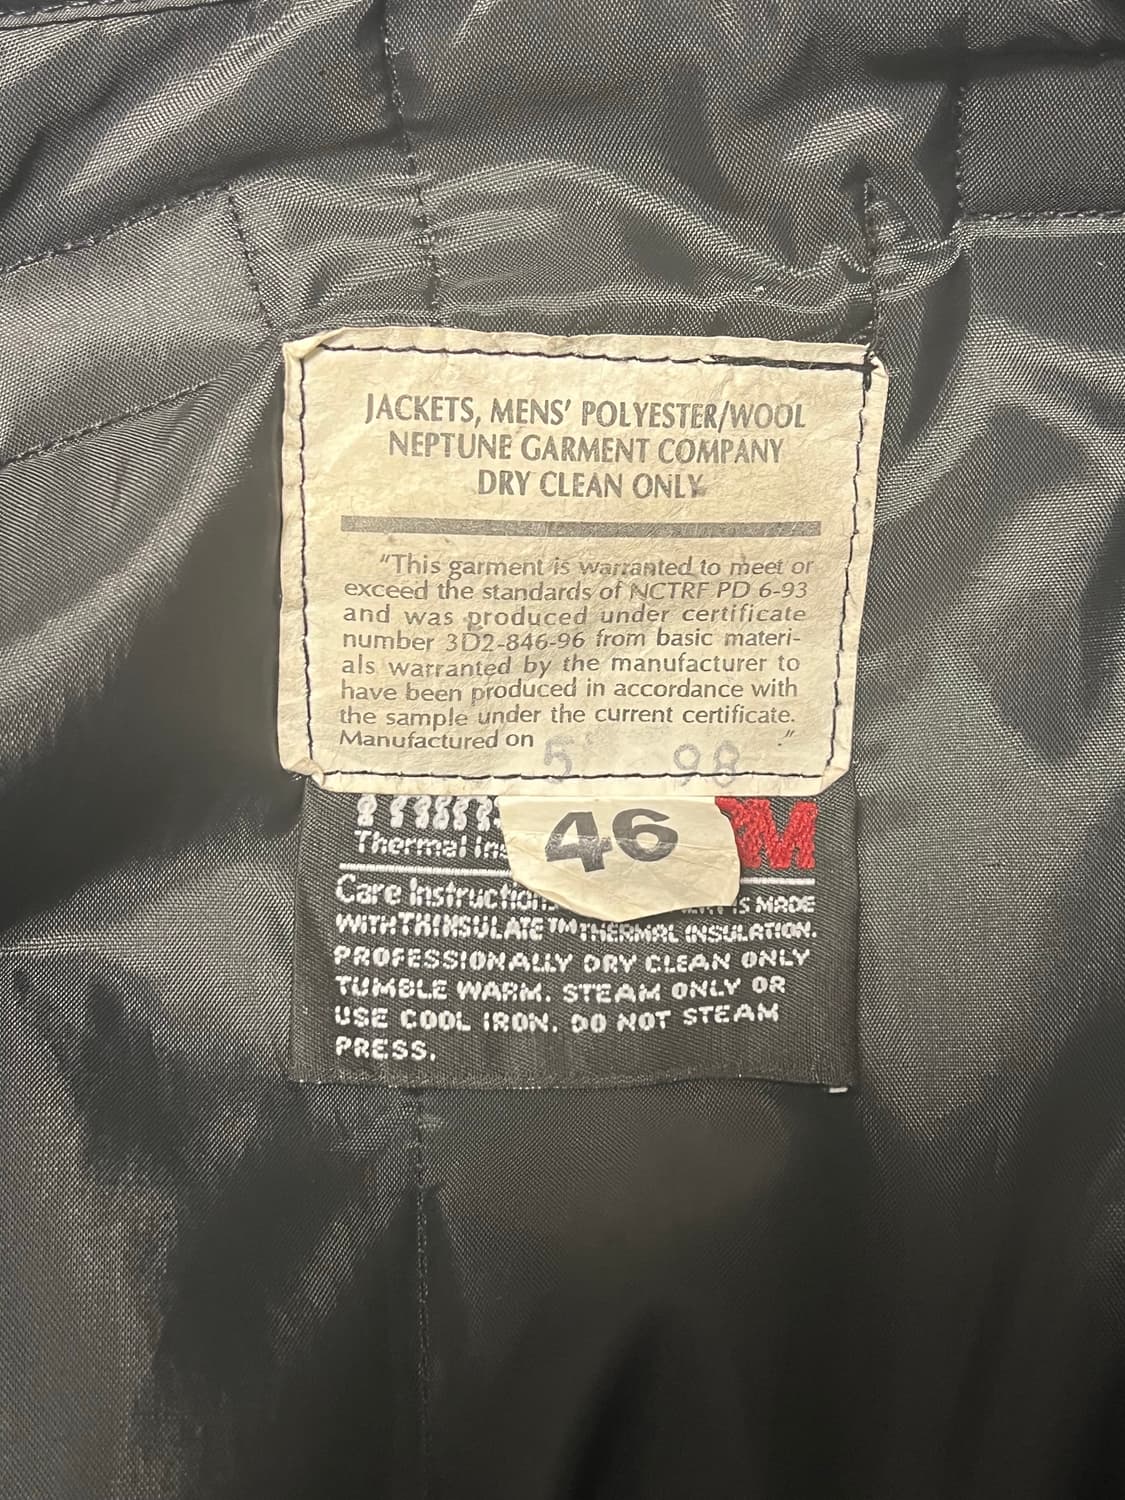 JACKETS, MENS' POLYESTER/WOOL
NEPTUNE GARMENT COMPANY
DRY CLEAN ONLY
"This garment is warranted to meet or
exceed the standards of NCTRF PD 6-93
and was produced under certificate
number 3D2-846-96 from basic materi-
als warranted by the manufacturer to
have been produced in accordance with
the sample under the current certificate.
Manufactured on 5 98 ."
46
M
Thermal
Care Instructions
IS MADE
WITH THINSULATE™ THERMAL INSULATION.
PROFESSIONALLY DRY CLEAN ONLY
TUMBLE WARM. STEAM ONLY OR
USE COOL IRON. DO NOT STEAM
PRESS.